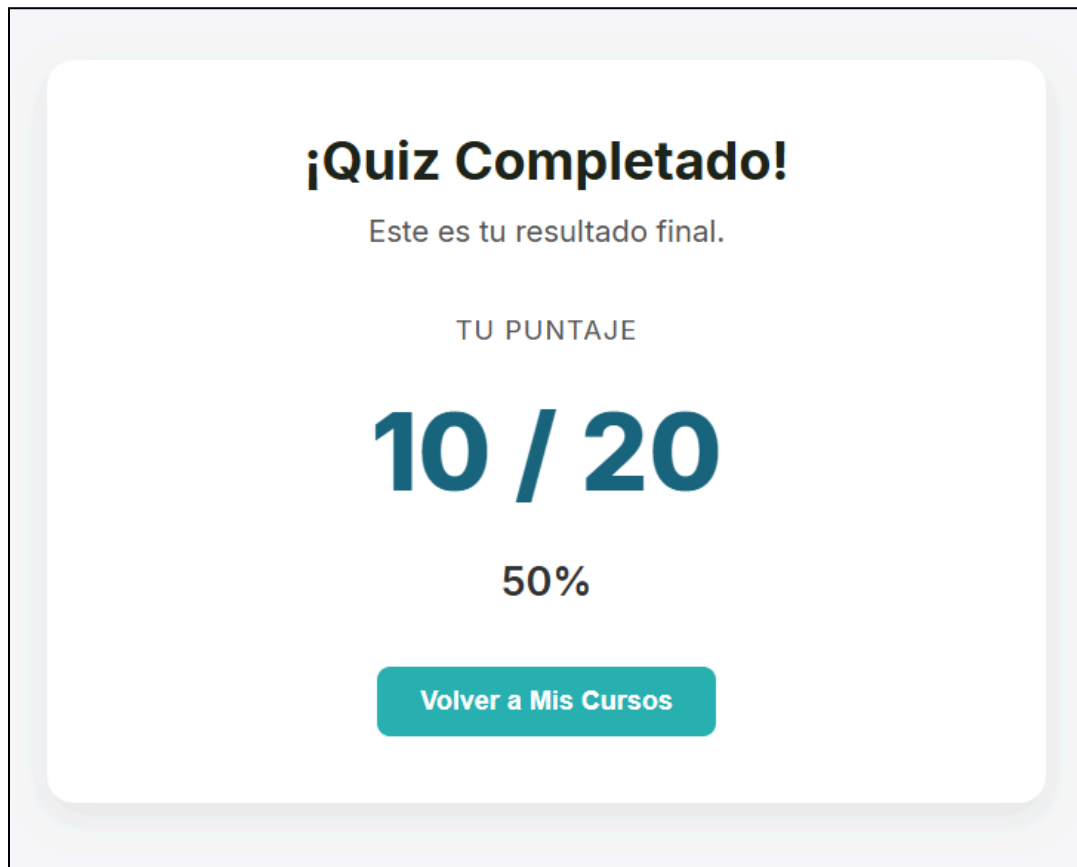 ¡Quiz Completado!
Este es tu resultado final.
TU PUNTAJE
10 / 20
50%
Volver a Mis Cursos